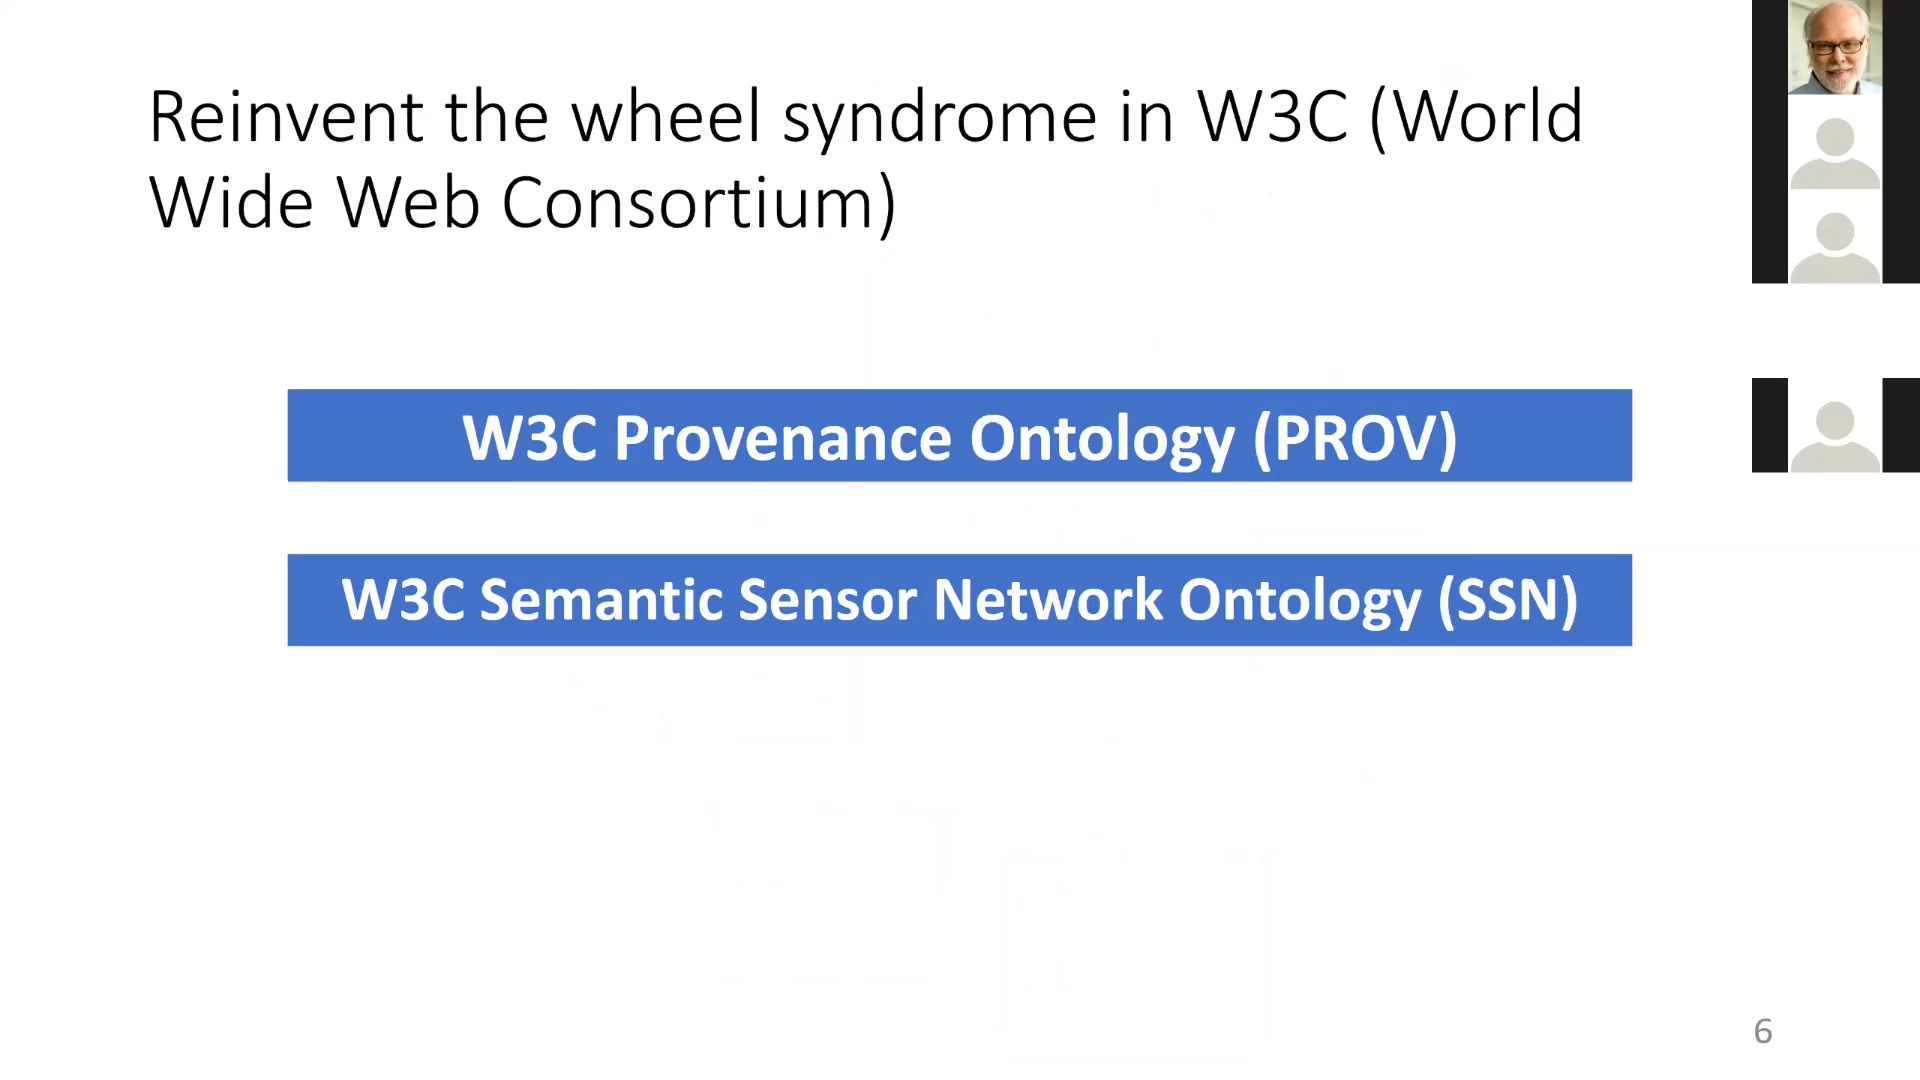 Reinvent the wheel syndrome in W3C (World
Wide Web Consortium)
W3C Provenance Ontology (PROV)
W3C Semantic Sensor Network Ontology (SSN)
6